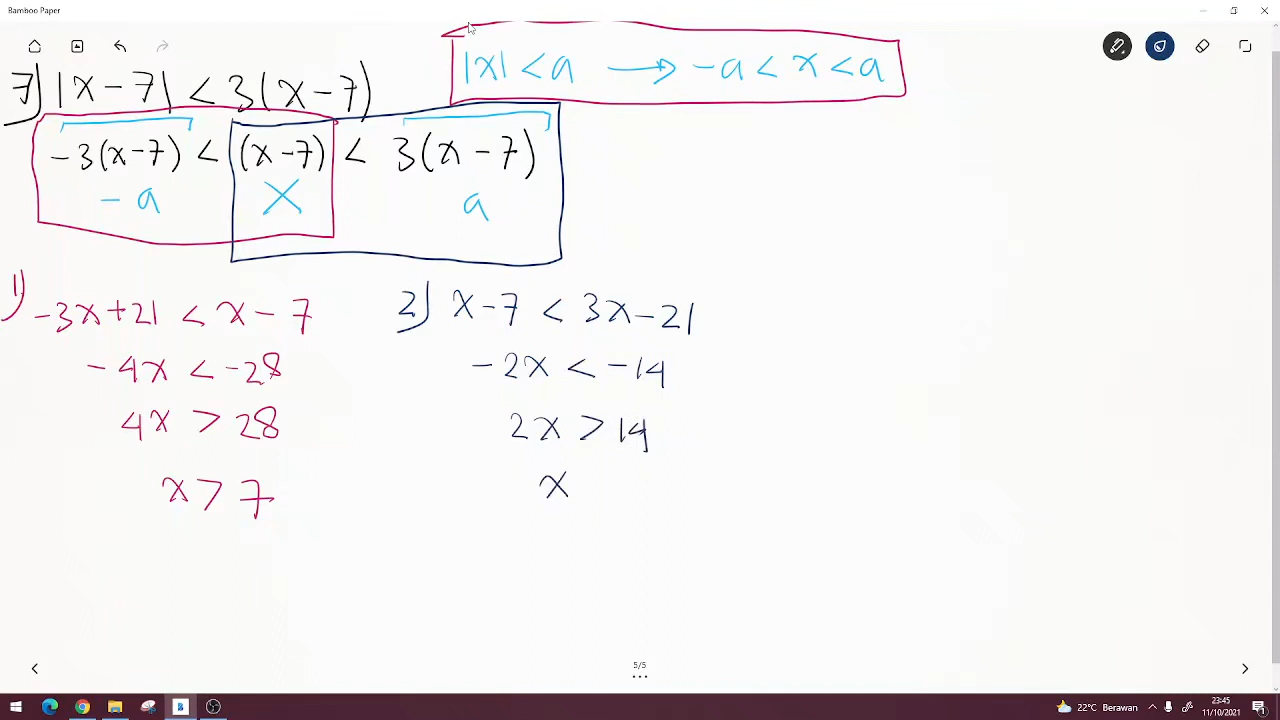 Bamboo Paper
|x| < a → -a < x < a
7) |x - 7| < 3(x - 7)
-3(x-7) < (x-7) < 3(x - 7)
- a x a
1) -3x + 21 < x - 7
- 4x < -28
4x > 28
x > 7
2) x - 7 < 3x - 21
- 2x < - 14
2x > 14
x
5/5
22°C Berawan
23:45
11/10/2021